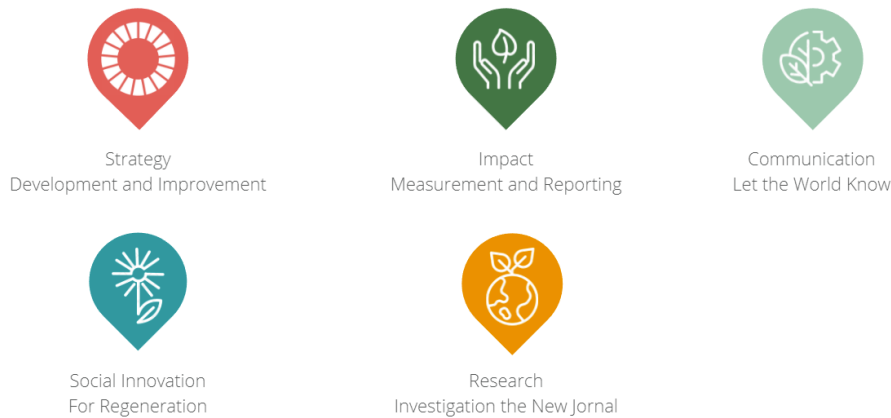 Strategy
Development and Improvement
Impact
Measurement and Reporting
Communication
Let the World Know
Social Innovation
For Regeneration
Research
Investigation the New Jornal